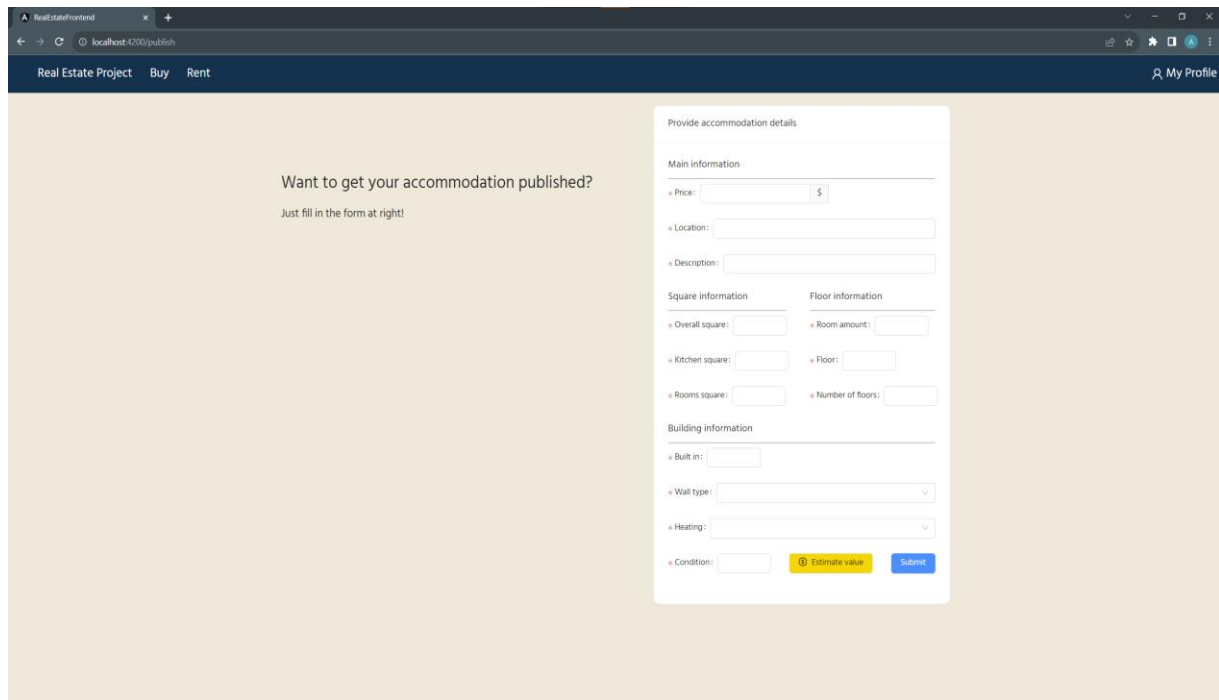 RealEstateFrontend
localhost:4200/publish
Real Estate Project Buy Rent My Profile
Want to get your accommodation published?
Just fill in the form at right!
Provide accommodation details
Main information
* Price: $
* Location:
* Description:
Square information Floor information
* Overall square: * Room amount:
* Kitchen square: * Floor:
* Rooms square: * Number of floors:
Building information
* Built in:
* Wall type:
* Heating:
* Condition: Estimate value Submit